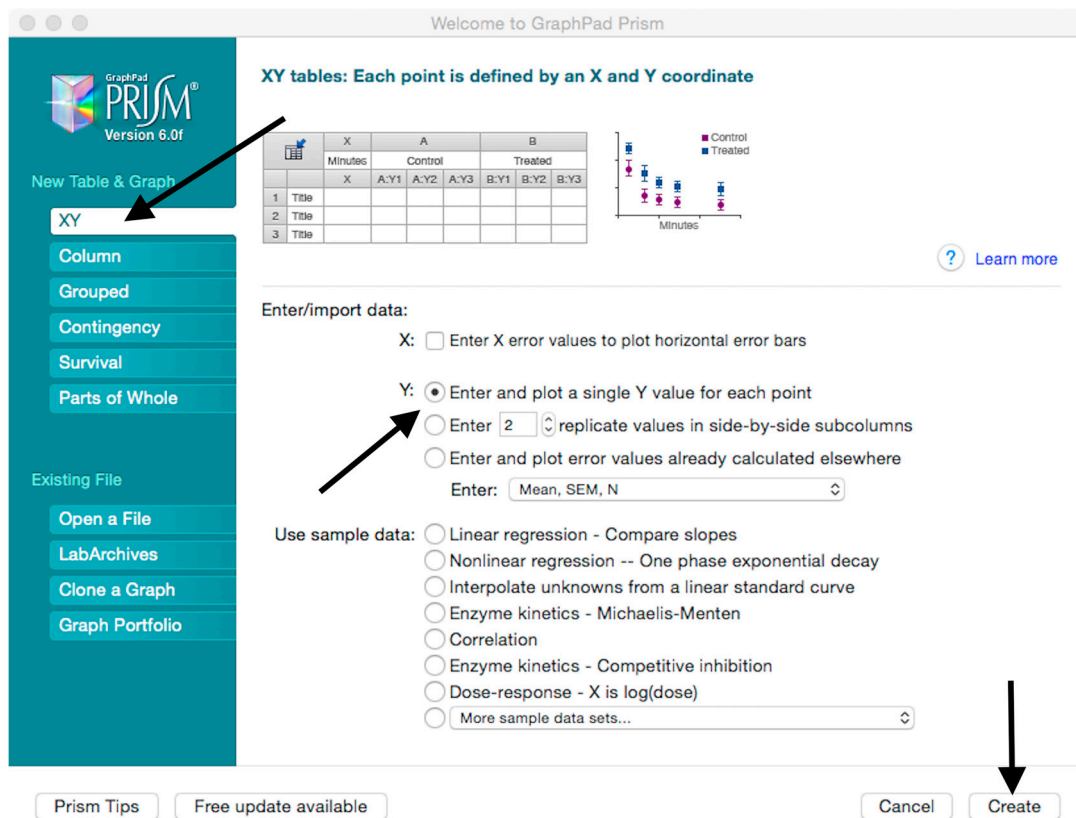 Welcome to GraphPad Prism
GraphPad
PRISM®
Version 6.0f
New Table & Graph
XY
Column
Grouped
Contingency
Survival
Parts of Whole
Existing File
Open a File
LabArchives
Clone a Graph
Graph Portfolio
XY tables: Each point is defined by an X and Y coordinate
X A B
Minutes Control Treated
X A:Y1 A:Y2 A:Y3 B:Y1 B:Y2 B:Y3
1 Title
2 Title
3 Title
Control
Treated
Minutes
? Learn more
Enter/import data:
X: Enter X error values to plot horizontal error bars
Y: Enter and plot a single Y value for each point
Enter 2 replicate values in side-by-side subcolumns
Enter and plot error values already calculated elsewhere
Enter: Mean, SEM, N
Use sample data: Linear regression - Compare slopes
Nonlinear regression -- One phase exponential decay
Interpolate unknowns from a linear standard curve
Enzyme kinetics - Michaelis-Menten
Correlation
Enzyme kinetics - Competitive inhibition
Dose-response - X is log(dose)
More sample data sets...
Prism Tips Free update available Cancel Create